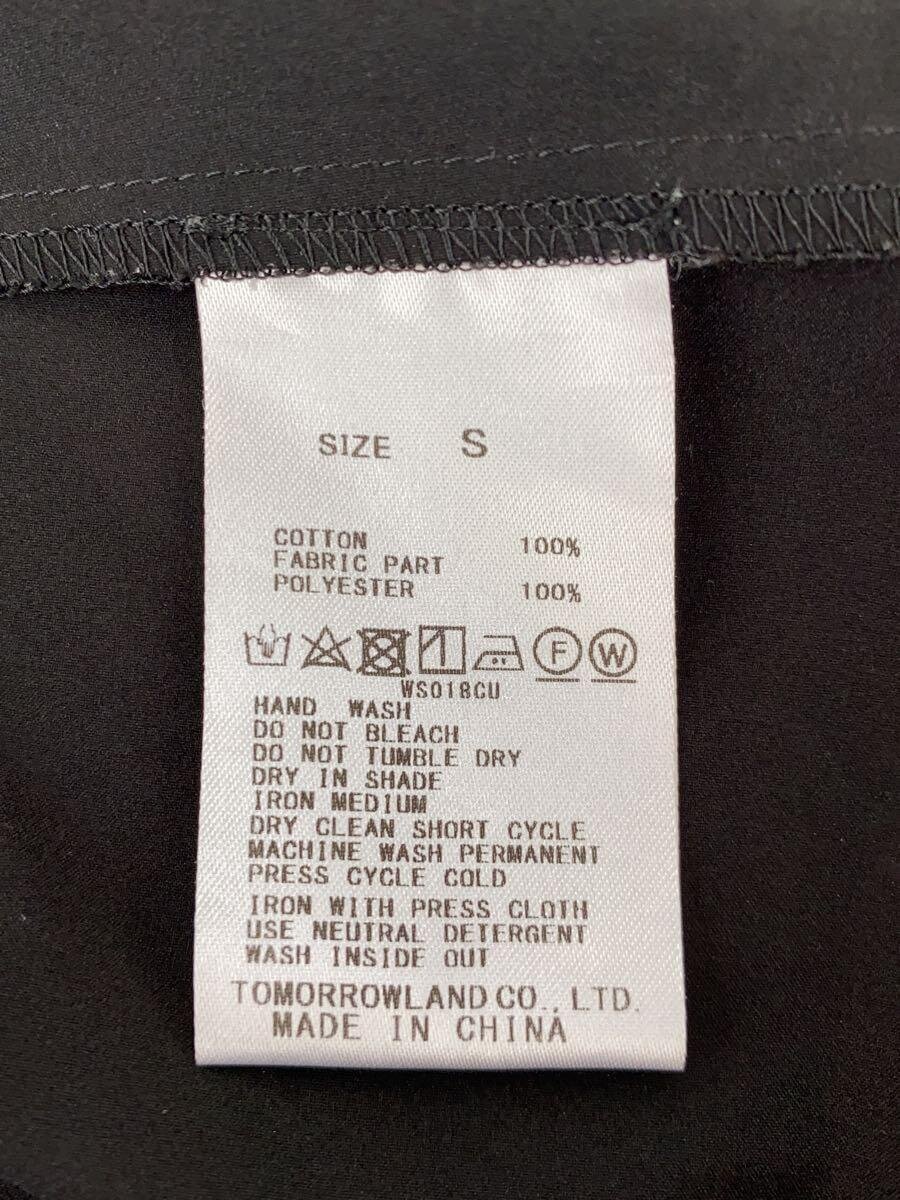 SIZE S
COTTON 100%
FABRIC PART
POLYESTER 100%
F W
WS018CU
HAND WASH
DO NOT BLEACH
DO NOT TUMBLE DRY
DRY IN SHADE
IRON MEDIUM
DRY CLEAN SHORT CYCLE
MACHINE WASH PERMANENT
PRESS CYCLE COLD
IRON WITH PRESS CLOTH
USE NEUTRAL DETERGENT
WASH INSIDE OUT
TOMORROWLAND CO., LTD.
MADE IN CHINA